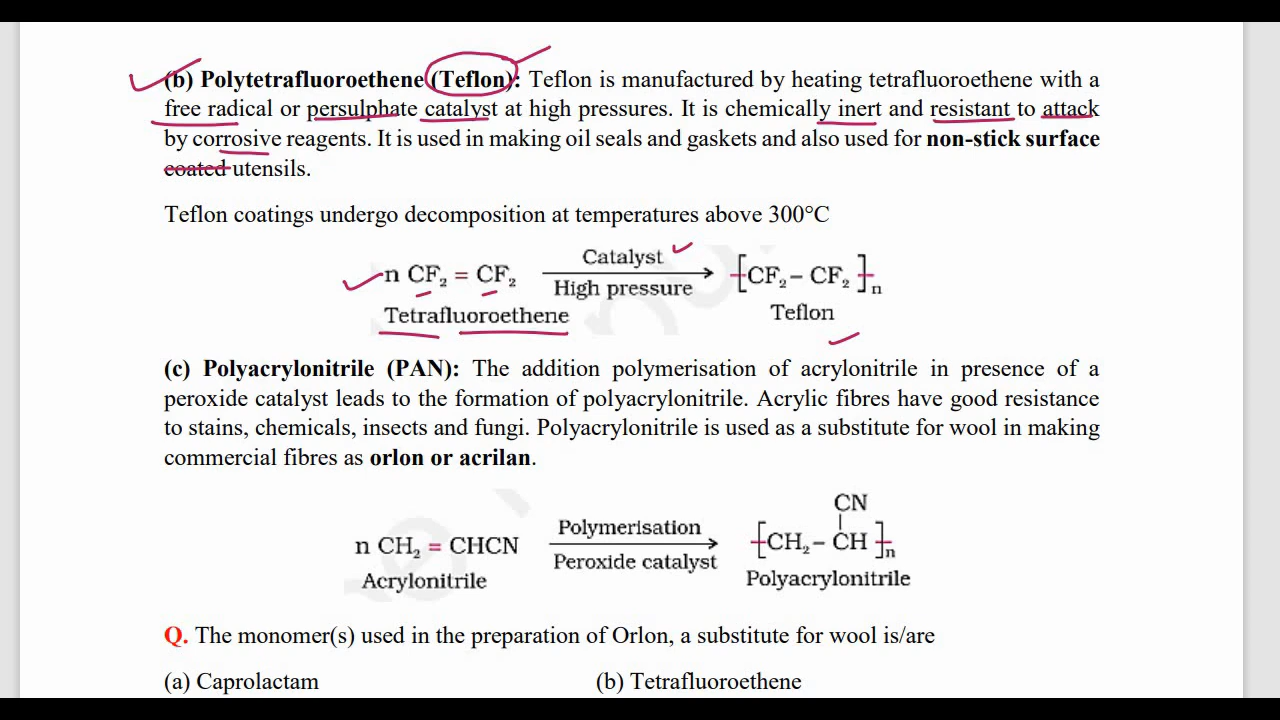 (b) Polytetrafluoroethene (Teflon): Teflon is manufactured by heating tetrafluoroethene with a
free radical or persulphate catalyst at high pressures. It is chemically inert and resistant to attack
by corrosive reagents. It is used in making oil seals and gaskets and also used for non-stick surface
coated utensils.
Teflon coatings undergo decomposition at temperatures above 300°C
n CF₂ = CF₂ Catalyst High pressure [CF₂ – CF₂]ₙ
Tetrafluoroethene Teflon
(c) Polyacrylonitrile (PAN): The addition polymerisation of acrylonitrile in presence of a
peroxide catalyst leads to the formation of polyacrylonitrile. Acrylic fibres have good resistance
to stains, chemicals, insects and fungi. Polyacrylonitrile is used as a substitute for wool in making
commercial fibres as orlon or acrilan.
CN
n CH₂ = CHCN Polymerisation Peroxide catalyst [CH₂ – CH]ₙ
Acrylonitrile Polyacrylonitrile
Q. The monomer(s) used in the preparation of Orlon, a substitute for wool is/are
(a) Caprolactam (b) Tetrafluoroethene